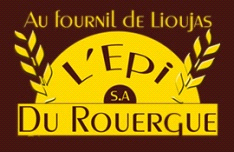 Au fournil de Lioujas
L'Epi
S.A
Du Rouergue